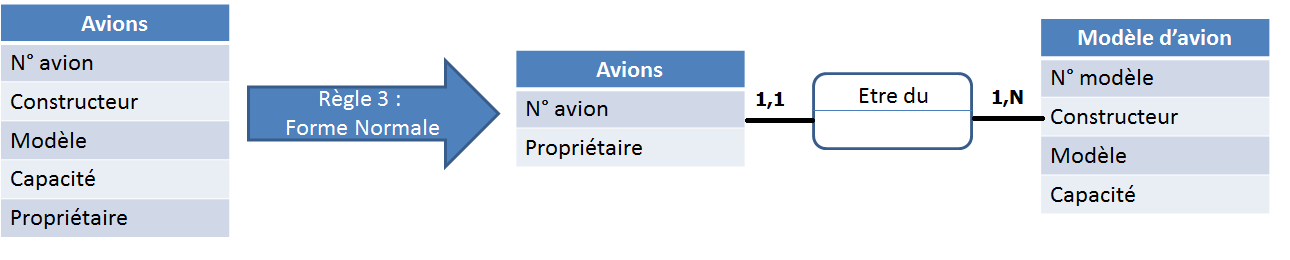 Avions
N° avion
Constructeur
Modèle
Capacité
Propriétaire
Règle 3 :
Forme Normale
Avions
N° avion
Propriétaire
1,1
Etre du
1,N
Modèle d’avion
N° modèle
Constructeur
Modèle
Capacité